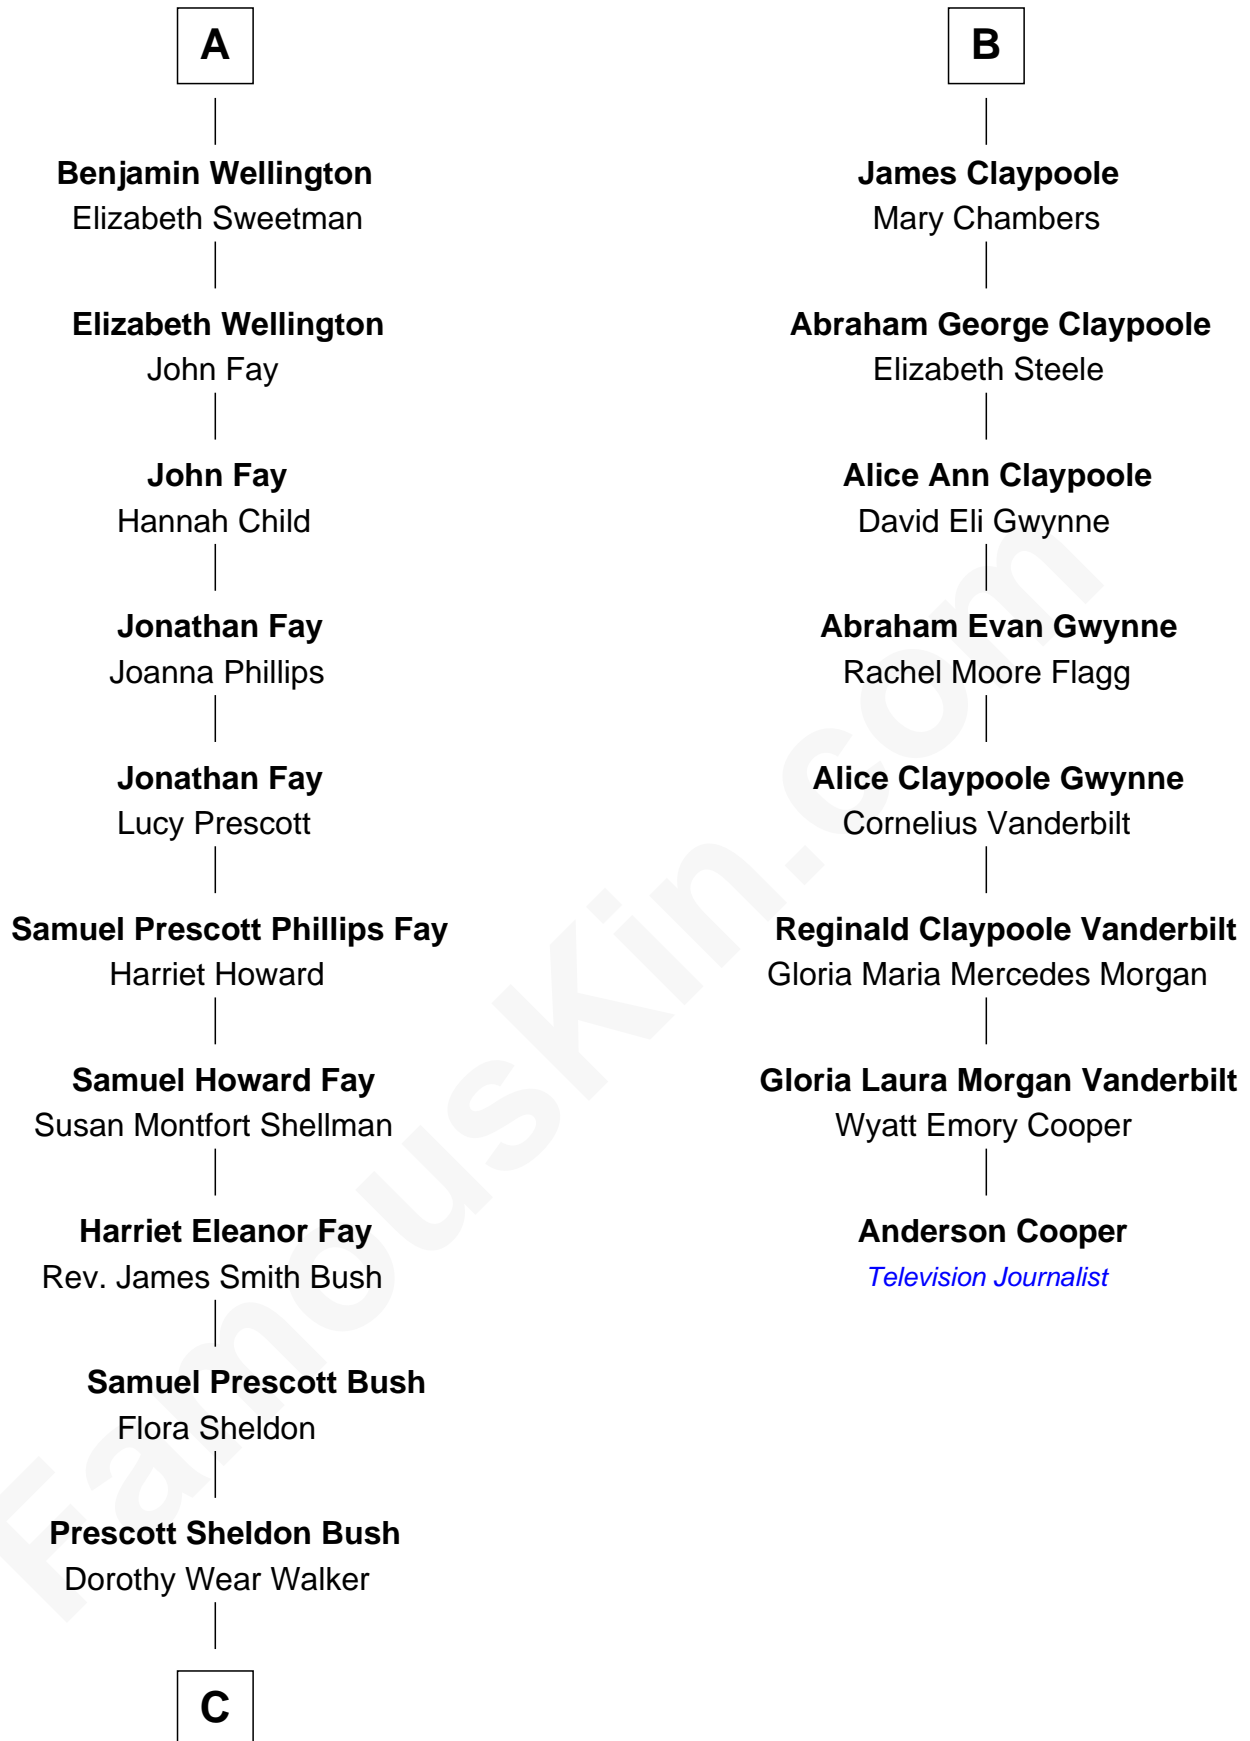 A
Benjamin Wellington
Elizabeth Sweetman
Elizabeth Wellington
John Fay
John Fay
Hannah Child
Jonathan Fay
Joanna Phillips
Jonathan Fay
Lucy Prescott
Samuel Prescott Phillips Fay
Harriet Howard
Samuel Howard Fay
Susan Montfort Shellman
Harriet Eleanor Fay
Rev. James Smith Bush
Samuel Prescott Bush
Flora Sheldon
Prescott Sheldon Bush
Dorothy Wear Walker
C
B
James Claypoole
Mary Chambers
Abraham George Claypoole
Elizabeth Steele
Alice Ann Claypoole
David Eli Gwynne
Abraham Evan Gwynne
Rachel Moore Flagg
Alice Claypoole Gwynne
Cornelius Vanderbilt
Reginald Claypoole Vanderbilt
Gloria Maria Mercedes Morgan
Gloria Laura Morgan Vanderbilt
Wyatt Emory Cooper
Anderson Cooper
Television Journalist
FamousKin.com